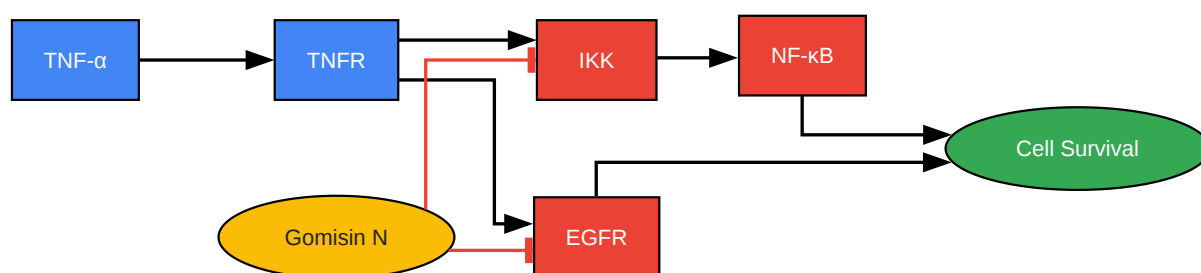 TNF-α
TNFR
IKK
NF-κB
Cell Survival
Gomisin N
EGFR